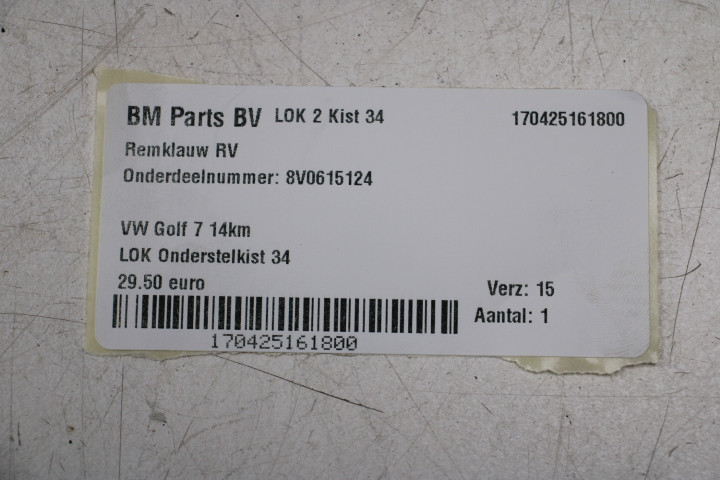 BM Parts BV LOK 2 Kist 34 170425161800
Remklauw RV
Onderdeelnummer: 8V0615124
VW Golf 7 14km
LOK Onderstelkist 34
29.50 euro
Verz: 15
Aantal: 1
170425161800